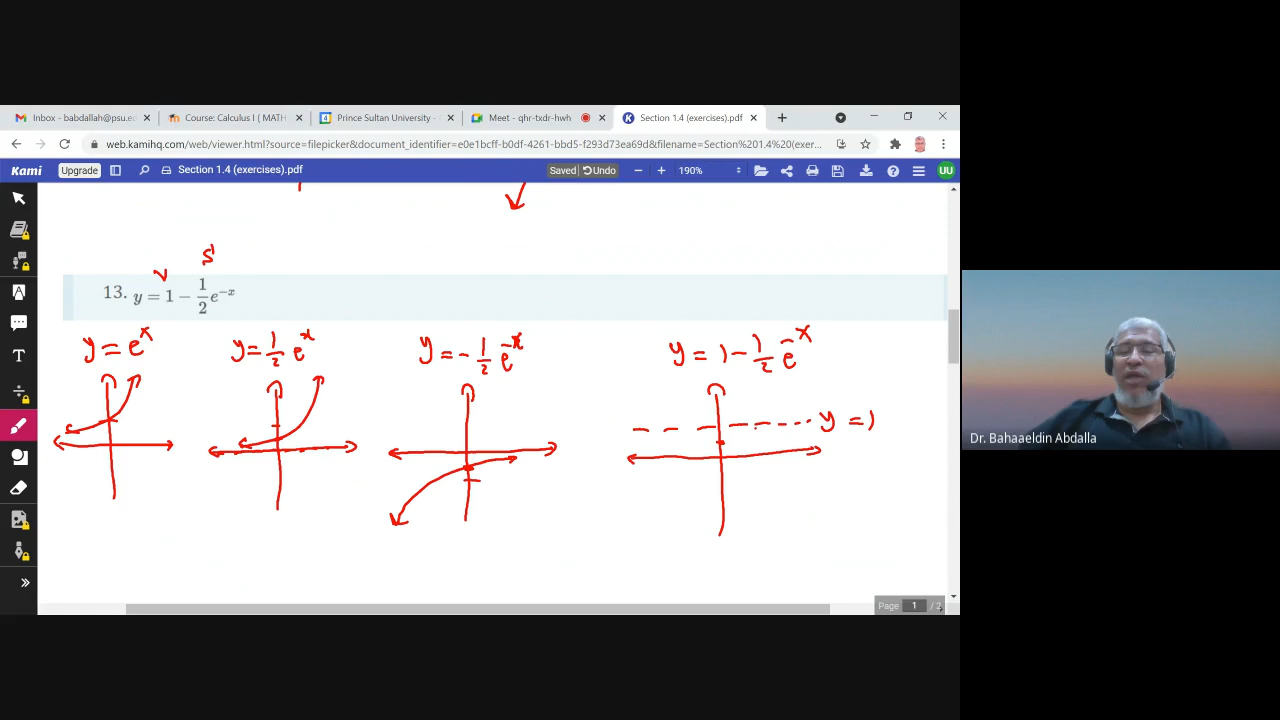 Inbox - babdallah@psu.ed
Course: Calculus I ( MATH
Prince Sultan University -
Meet - qhr-txdr-hwh
Section 1.4 (exercises).pdf
web.kamihq.com/web/viewer.html?source=filepicker&document_identifier=e0e1bcff-b0df-4261-bbd5-f293d73ea69d&filename=Section%201.4%20(exer...
Kami Upgrade Section 1.4 (exercises).pdf Saved Undo 190% UU
v s
13. y = 1 - 1/2 e^{-x}
y = e^x y = 1/2 e^x y = - 1/2 e^{-x} y = 1 - 1/2 e^{-x}
y = 1
Dr. Bahaaeldin Abdalla
Page 1 / 2